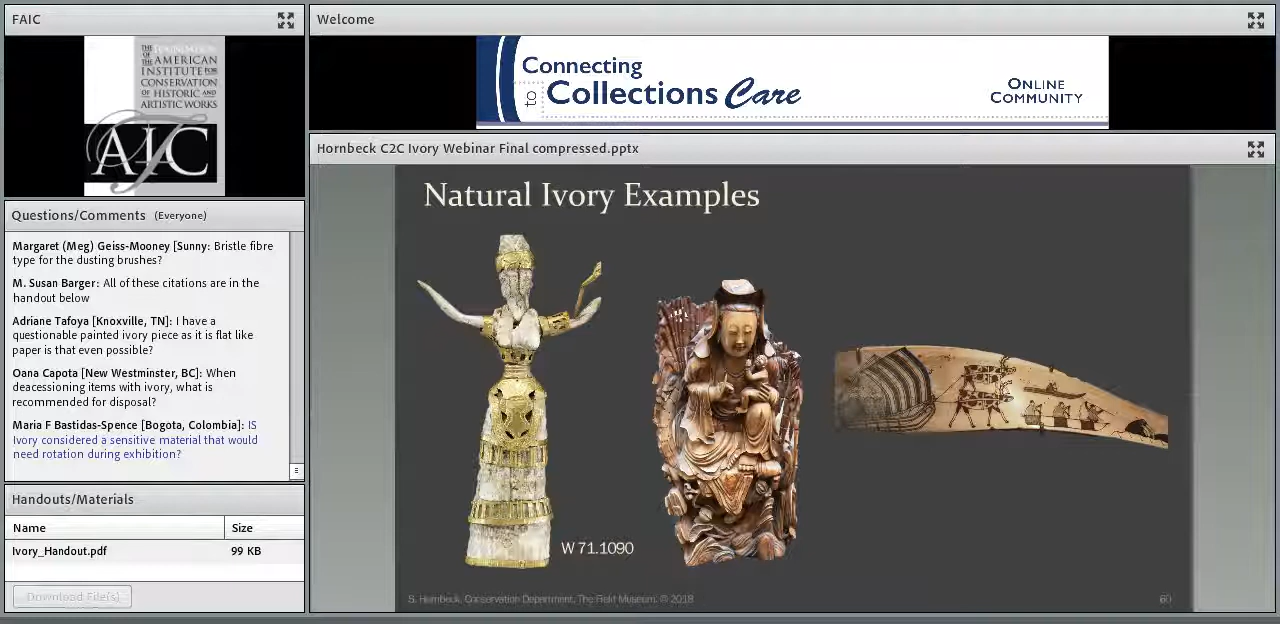 FAIC
THE FOUNDATION
OF THE AMERICAN
INSTITUTE FOR
CONSERVATION
OF HISTORIC AND
ARTISTIC WORKS
AIC
Questions/Comments (Everyone)
Margaret (Meg) Geiss-Mooney [Sunny: Bristle fibre
type for the dusting brushes?
M. Susan Barger: All of these citations are in the
handout below
Adriane Tafoya [Knoxville, TN]: I have a
questionable painted ivory piece as it is flat like
paper is that even possible?
Oana Capota [New Westminster, BC]: When
deacessioning items with ivory, what is
recommended for disposal?
Maria F Bastidas-Spence [Bogota, Colombia]: IS
Ivory considered a sensitive material that would
need rotation during exhibition?
Handouts/Materials
Name Size
Ivory_Handout.pdf 99 KB
Download File(s)
Welcome
Connecting
to Collections Care
ONLINE
COMMUNITY
Hornbeck C2C Ivory Webinar Final compressed.pptx
Natural Ivory Examples
W 71.1090
S. Hornbeck, Conservation Department, The Field Museum, © 2018
60